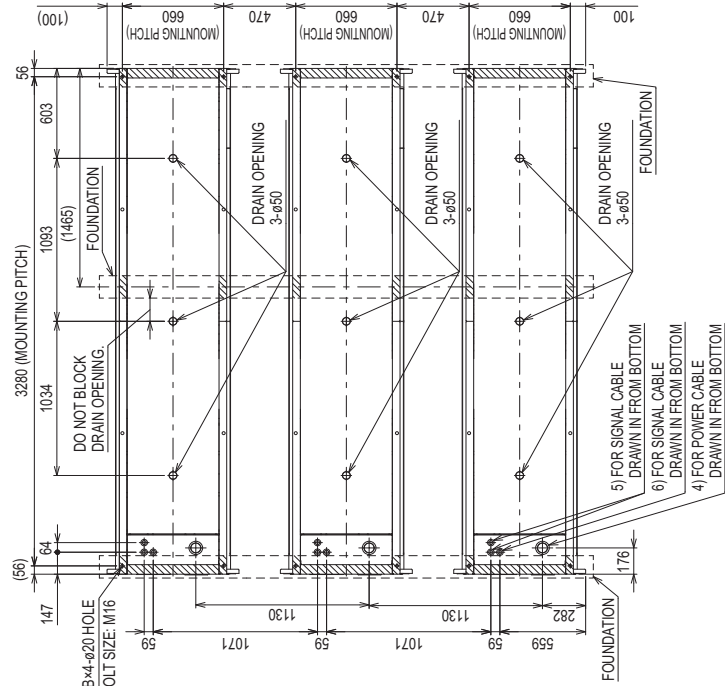 (100)
660
(MOUNTING PITCH)
470
660
(MOUNTING PITCH)
470
660
(MOUNTING PITCH)
100
56
603
1093
(1465)
FOUNDATION
3280 (MOUNTING PITCH)
DO NOT BLOCK
DRAIN OPENING.
1034
64
(56)
147
DRAIN OPENING
3-ø50
DRAIN OPENING
3-ø50
DRAIN OPENING
3-ø50
FOUNDATION
5) FOR SIGNAL CABLE
DRAWN IN FROM BOTTOM
6) FOR SIGNAL CABLE
DRAWN IN FROM BOTTOM
4) FOR POWER CABLE
DRAWN IN FROM BOTTOM
176
FOUNDATION
1130
1130
282
59
1071
59
1071
59
555
3×4-ø20 HOLE
OLT SIZE: M16